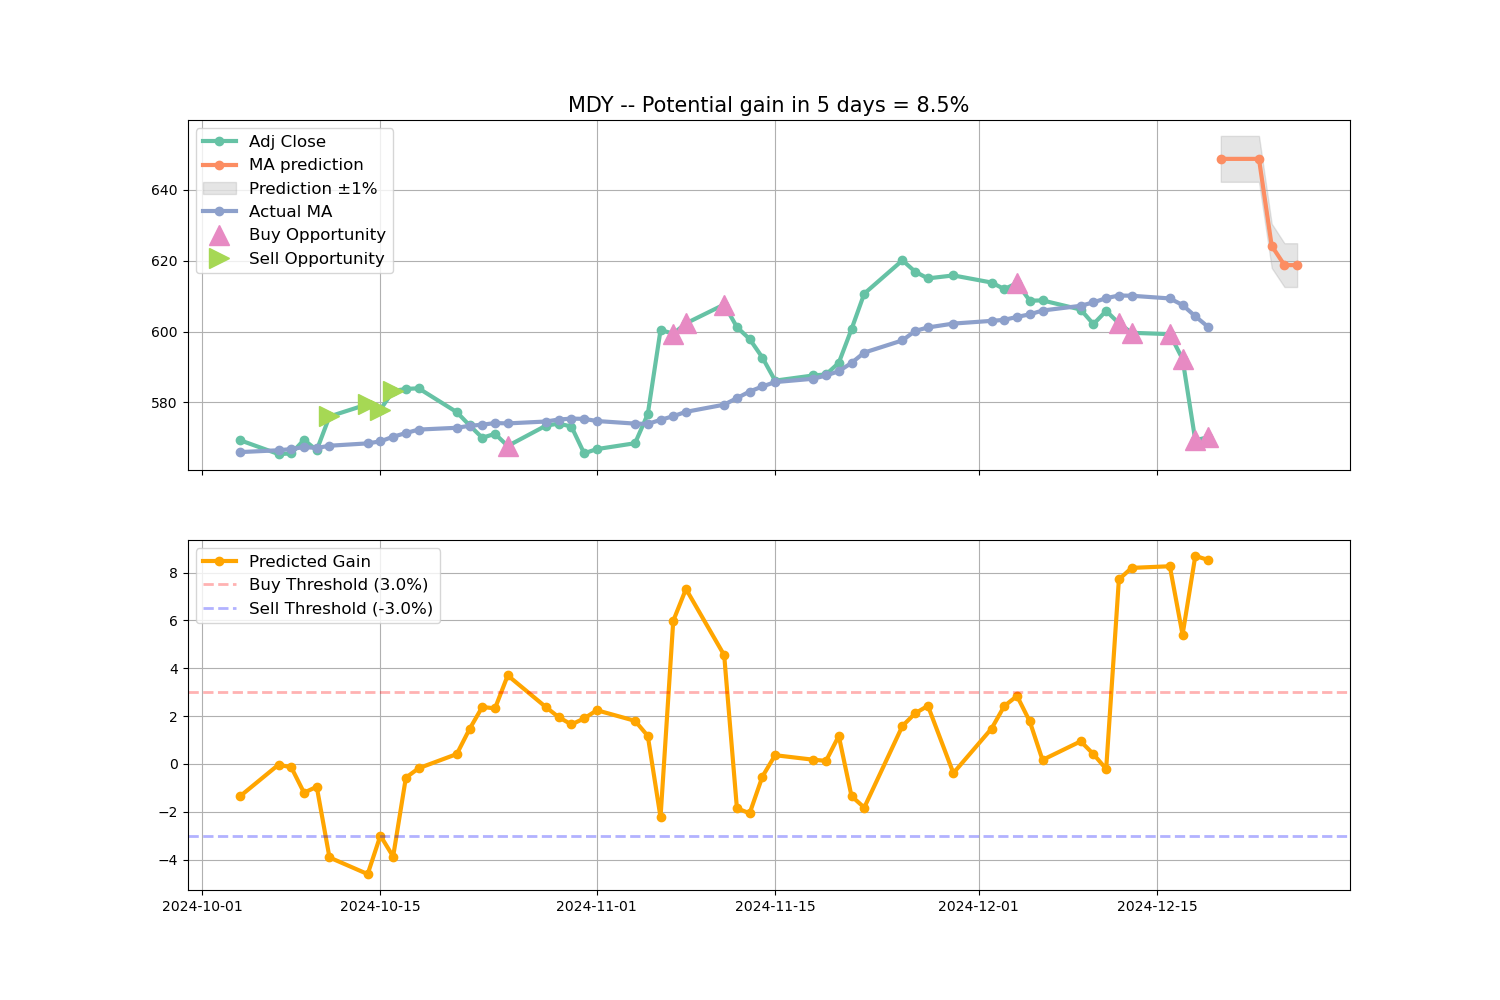 MDY -- Potential gain in 5 days = 8.5%
Adj Close
MA prediction
Prediction ±1%
Actual MA
Buy Opportunity
Sell Opportunity
640
620
600
580
Predicted Gain
Buy Threshold (3.0%)
Sell Threshold (-3.0%)
8
6
4
2
0
−2
−4
2024-10-01 2024-10-15 2024-11-01 2024-11-15 2024-12-01 2024-12-15